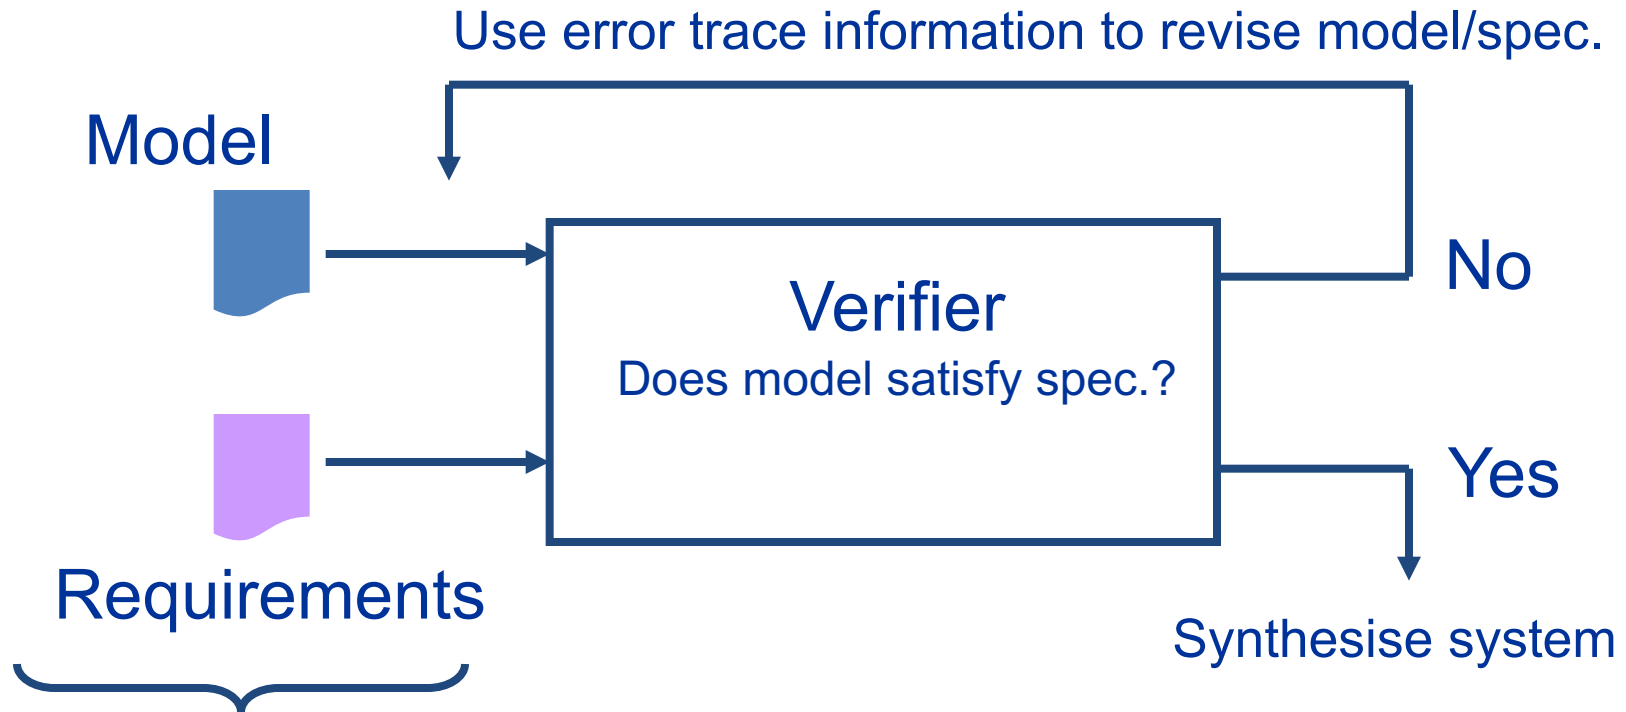 Use error trace information to revise model/spec.
Model
No
Verifier
Does model satisfy spec.?
Yes
Requirements
Synthesise system